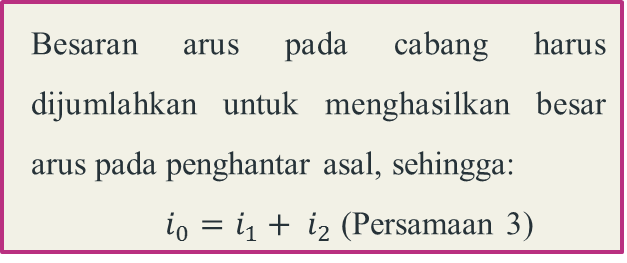 Besaran arus pada cabang harus
dijumlahkan untuk menghasilkan besar
arus pada penghantar asal, sehingga:
𝑖₀ = 𝑖₁ + 𝑖₂ (Persamaan 3)